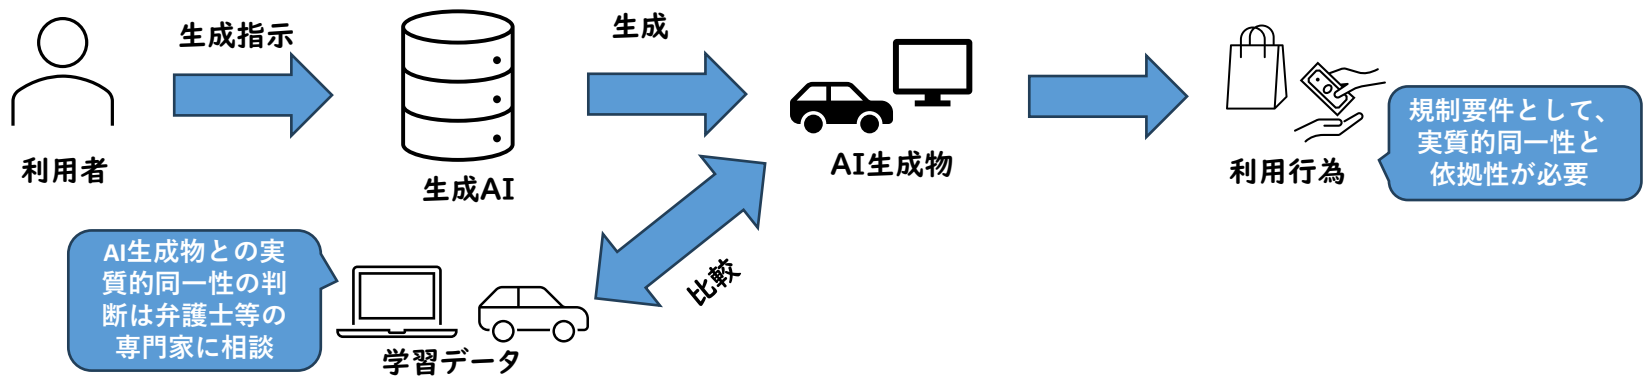 生成指示
生成
利用者
生成AI
AI生成物
利用行為
規制要件として、
実質的同一性と
依拠性が必要
AI生成物との実
質的同一性の判
断は弁護士等の
専門家に相談
学習データ
比較